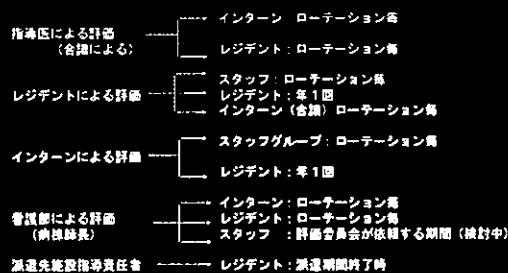 インターン ローテーション毎
指導医による評価
(合議による)
レジデント：ローテーション毎
スタッフ：ローテーション毎
レジデントによる評価
レジデント：年１回
インターン（合議）ローテーション毎
スタッフグループ：ローテーション毎
インターンによる評価
レジデント：年１回
インターン：ローテーション毎
看護師による評価
レジデント：ローテーション毎
(病棟師長)
スタッフ ：評価委員会が依頼する期間（検討中）
派遣先施設指導責任者
レジデント：派遣期間終了時